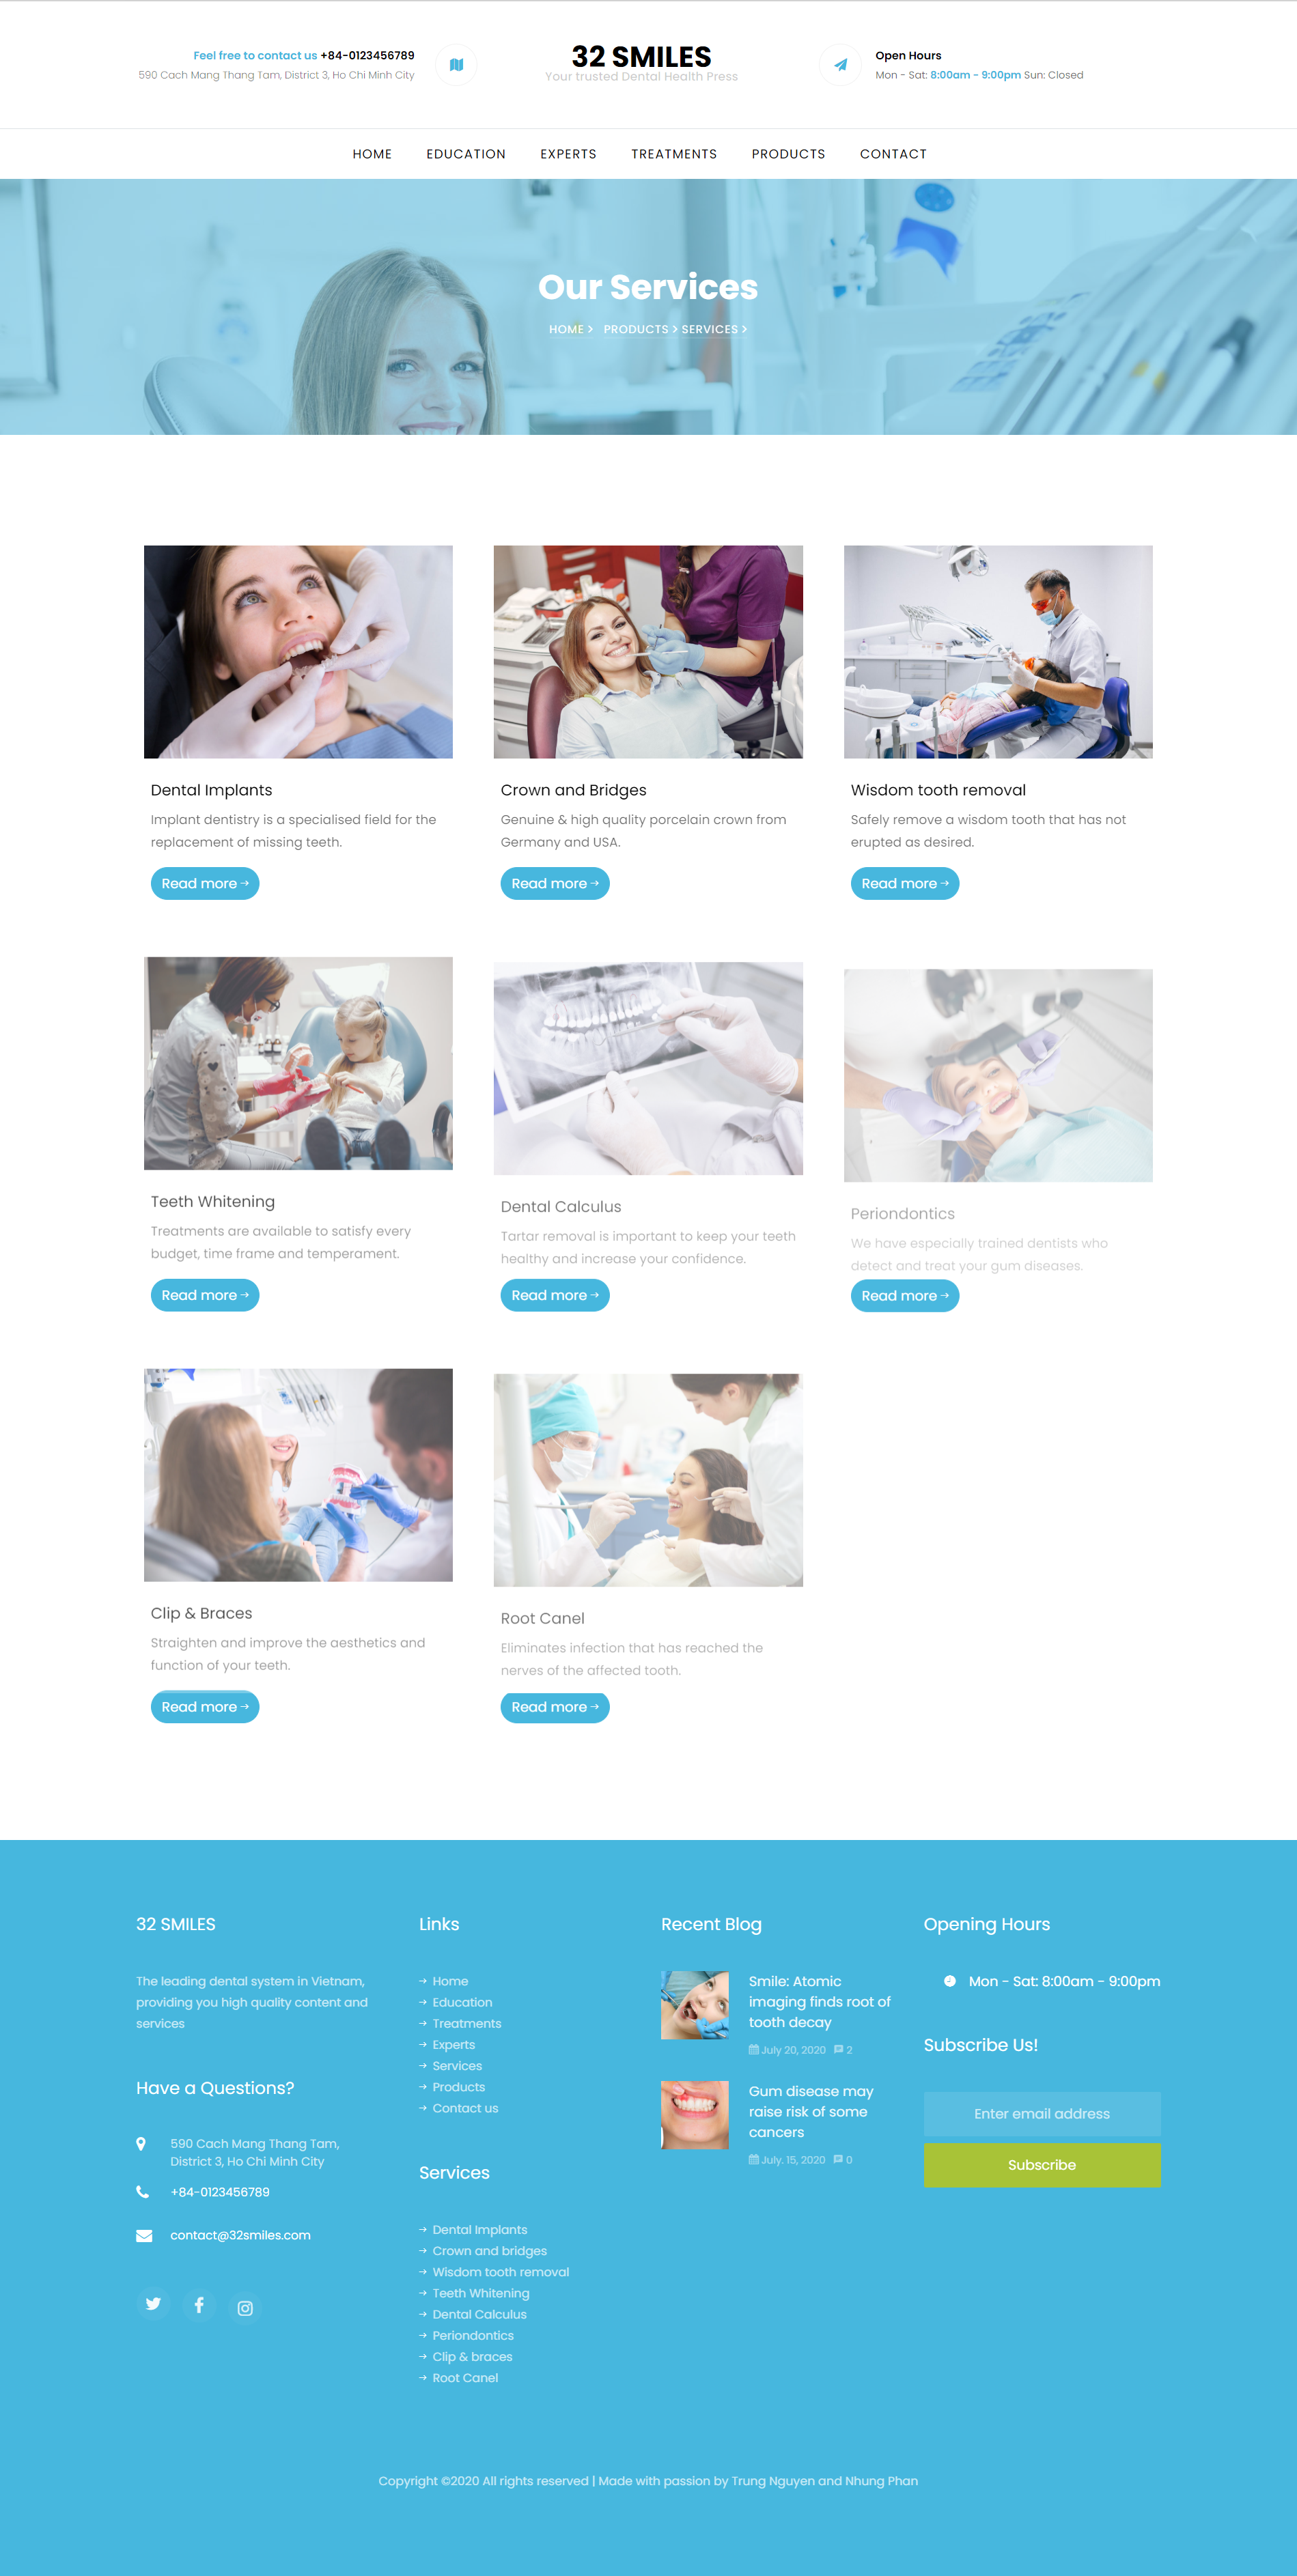 Feel free to contact us +84-0123456789
590 Cach Mang Thang Tam, District 3, Ho Chi Minh City
32 SMILES
Your trusted Dental Health Press
Open Hours
Mon - Sat: 8:00am - 9:00pm Sun: Closed
HOME EDUCATION EXPERTS TREATMENTS PRODUCTS CONTACT
Our Services
HOME > PRODUCTS > SERVICES >
Dental Implants
Implant dentistry is a specialised field for the
replacement of missing teeth.
Read more →
Crown and Bridges
Genuine & high quality porcelain crown from
Germany and USA.
Read more →
Wisdom tooth removal
Safely remove a wisdom tooth that has not
erupted as desired.
Read more →
Teeth Whitening
Treatments are available to satisfy every
budget, time frame and temperament.
Read more →
Dental Calculus
Tartar removal is important to keep your teeth
healthy and increase your confidence.
Read more →
Periondontics
We have especially trained dentists who
detect and treat your gum diseases.
Read more →
Clip & Braces
Straighten and improve the aesthetics and
function of your teeth.
Read more →
Root Canel
Eliminates infection that has reached the
nerves of the affected tooth.
Read more →
32 SMILES
The leading dental system in Vietnam,
providing you high quality content and
services
Have a Questions?
590 Cach Mang Thang Tam,
District 3, Ho Chi Minh City
+84-0123456789
contact@32smiles.com
Links
→ Home
→ Education
→ Treatments
→ Experts
→ Services
→ Products
→ Contact us
Services
→ Dental Implants
→ Crown and bridges
→ Wisdom tooth removal
→ Teeth Whitening
→ Dental Calculus
→ Periondontics
→ Clip & braces
→ Root Canel
Recent Blog
Smile: Atomic
imaging finds root of
tooth decay
July 20, 2020 2
Gum disease may
raise risk of some
cancers
July. 15, 2020 0
Opening Hours
Mon - Sat: 8:00am - 9:00pm
Subscribe Us!
Enter email address
Subscribe
Copyright ©2020 All rights reserved | Made with passion by Trung Nguyen and Nhung Phan